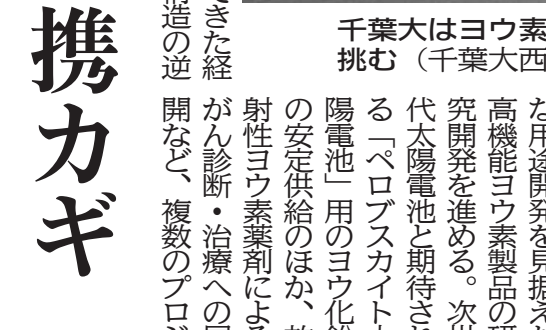 千葉大はヨウ素
挑む（千葉大西
な用途開発を見据え
高機能ヨウ素製品の研
究開発を進める。次世
代太陽電池と期待され
る「ペロブスカイト太
陽電池」用のヨウ化鉛
の安定供給のほか、放
射性ヨウ素薬剤による
がん診断・治療への展
開など、複数のプロジ
きた経
造の逆
携カギ